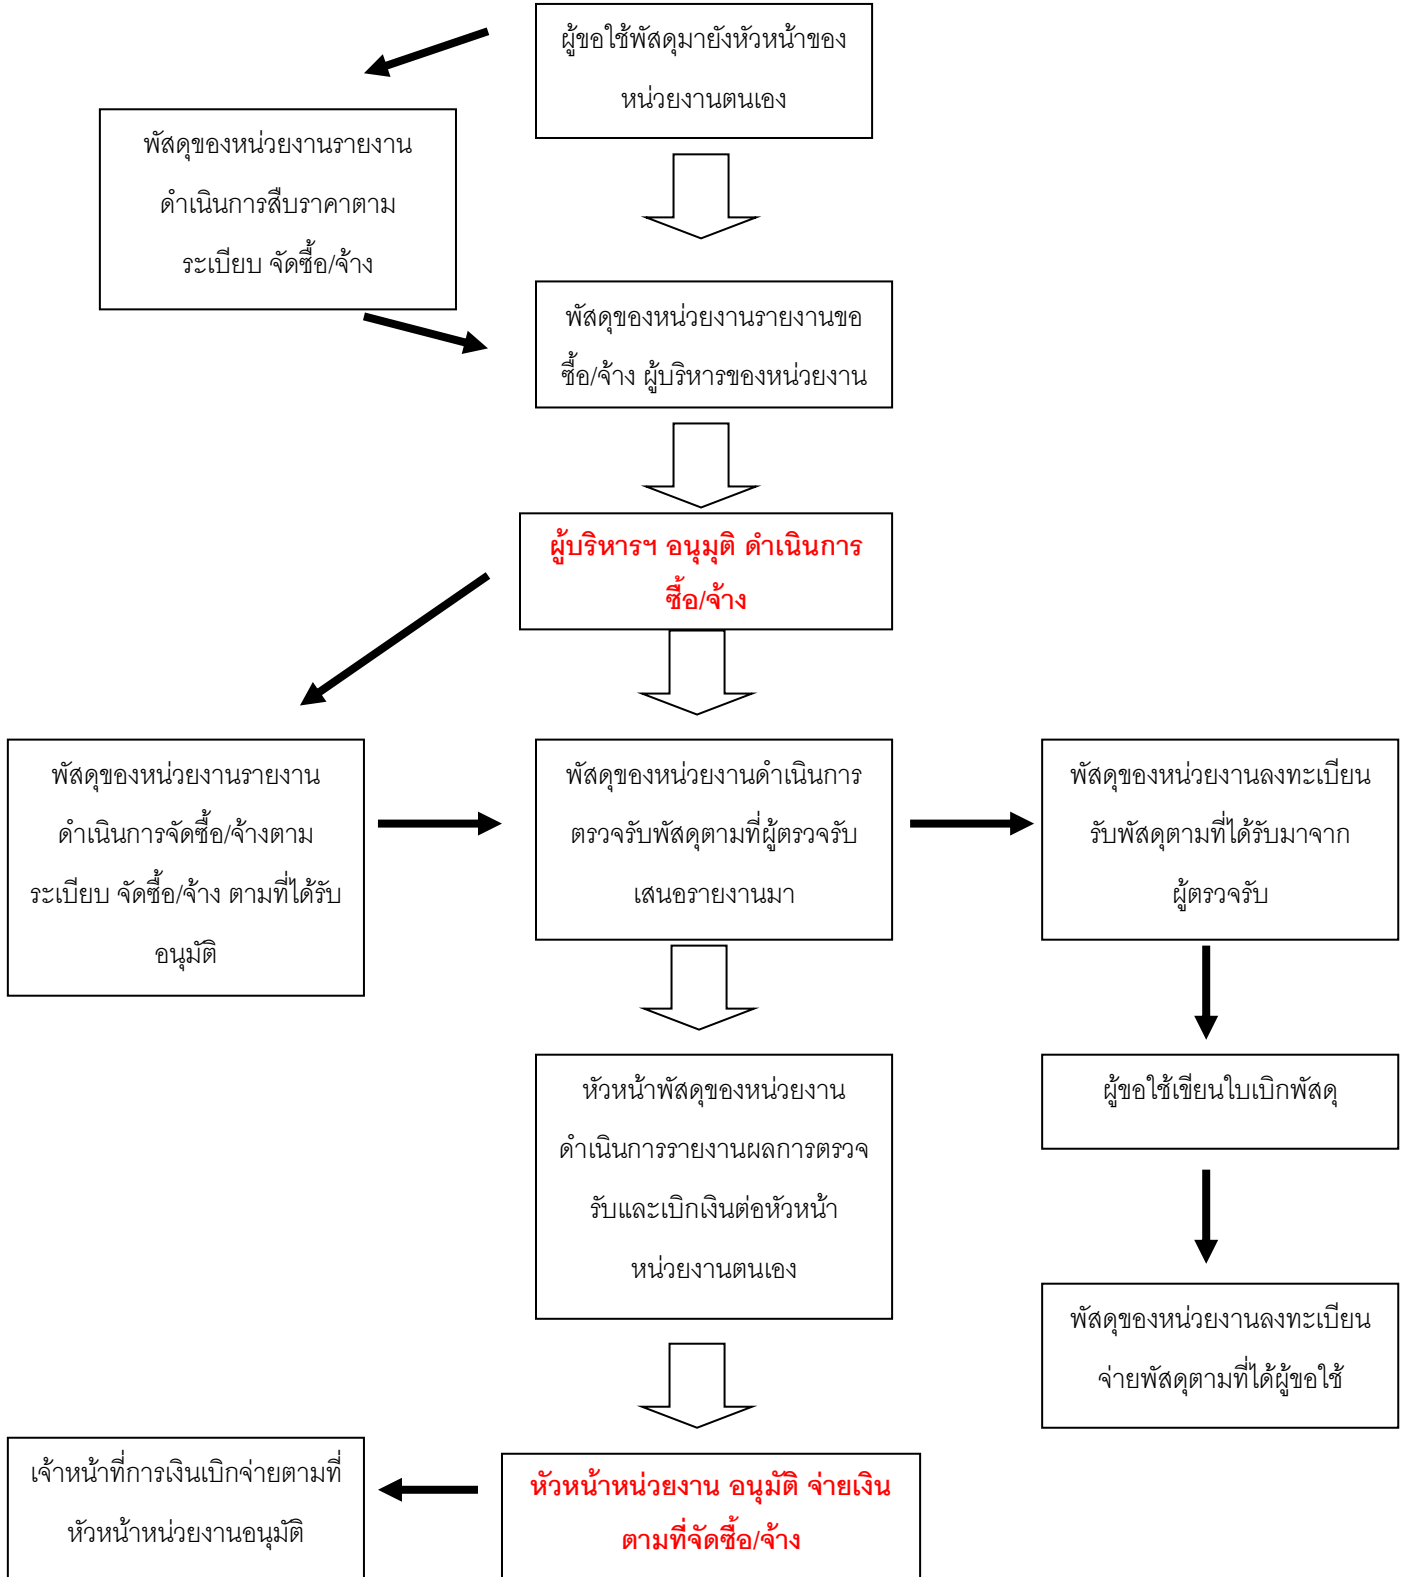 ผู้ขอใช้พัสดุมายังหัวหน้าของ
หน่วยงานตนเอง
พัสดุของหน่วยงานรายงาน
ดำเนินการสืบราคาตาม
ระเบียบ จัดซื้อ/จ้าง
พัสดุของหน่วยงานรายงานขอ
ซื้อ/จ้าง ผู้บริหารของหน่วยงาน
ผู้บริหารฯ อนุมุติ ดำเนินการ
ซื้อ/จ้าง
พัสดุของหน่วยงานรายงาน
ดำเนินการจัดซื้อ/จ้างตาม
ระเบียบ จัดซื้อ/จ้าง ตามที่ได้รับ
อนุมัติ
พัสดุของหน่วยงานดำเนินการ
ตรวจรับพัสดุตามที่ผู้ตรวจรับ
เสนอรายงานมา
พัสดุของหน่วยงานลงทะเบียน
รับพัสดุตามที่ได้รับมาจาก
ผู้ตรวจรับ
หัวหน้าพัสดุของหน่วยงาน
ดำเนินการรายงานผลการตรวจ
รับและเบิกเงินต่อหัวหน้า
หน่วยงานตนเอง
ผู้ขอใช้เขียนใบเบิกพัสดุ
พัสดุของหน่วยงานลงทะเบียน
จ่ายพัสดุตามที่ได้ผู้ขอใช้
เจ้าหน้าที่การเงินเบิกจ่ายตามที่
หัวหน้าหน่วยงานอนุมัติ
หัวหน้าหน่วยงาน อนุมัติ จ่ายเงิน
ตามที่จัดซื้อ/จ้าง